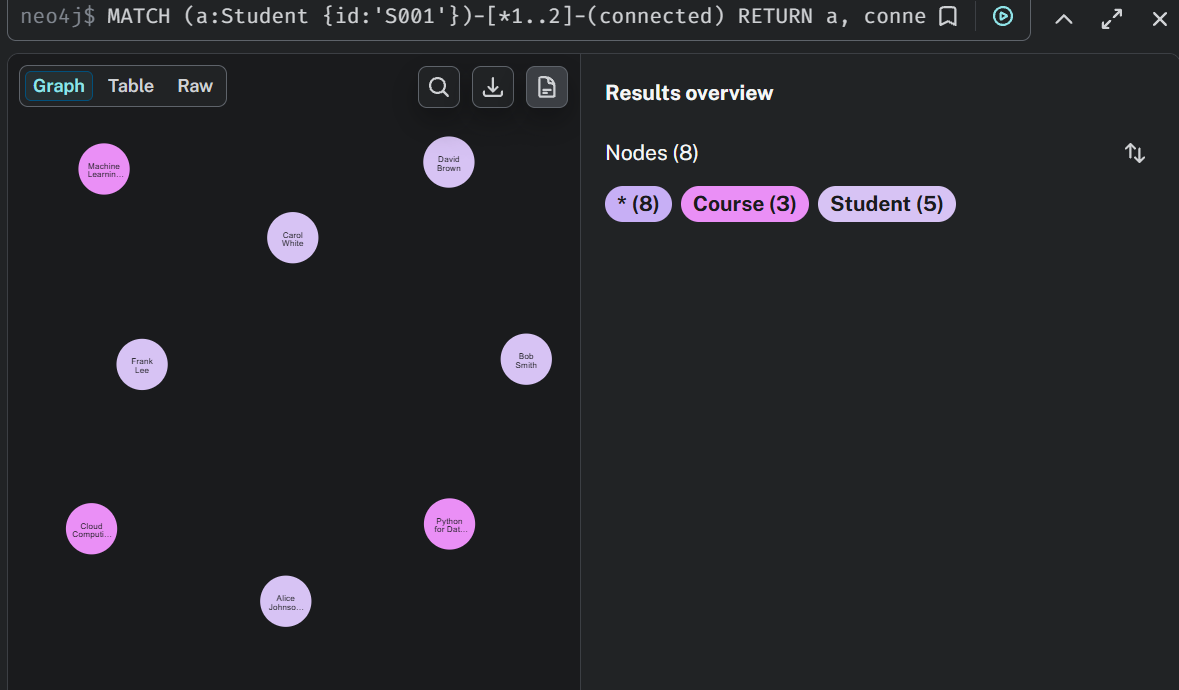 neo4j$ MATCH (a:Student {id:'S001'})-[*1..2]-(connected) RETURN a, conne
Graph Table Raw
Results overview
Nodes (8)
* (8) Course (3) Student (5)
Machine
Learnin...
David
Brown
Carol
White
Frank
Lee
Bob
Smith
Cloud
Computi...
Python
for Dat...
Alice
Johnso...